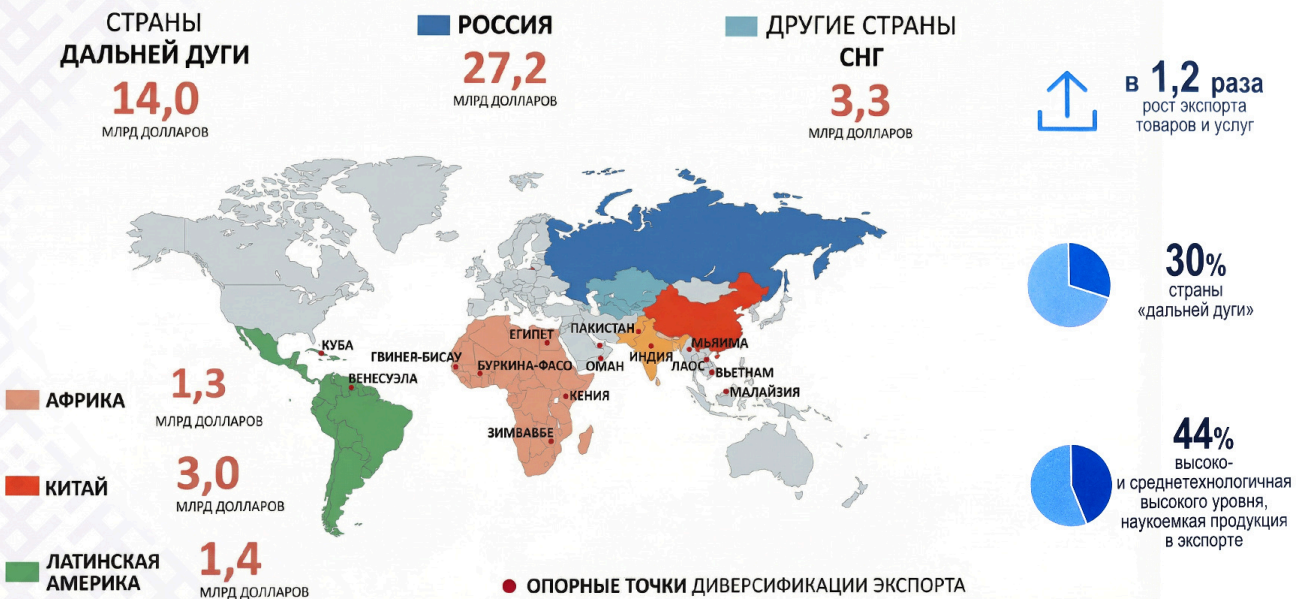 СТРАНЫ
ДАЛЬНЕЙ ДУГИ
14,0
МЛРД ДОЛЛАРОВ
РОССИЯ
27,2
МЛРД ДОЛЛАРОВ
ДРУГИЕ СТРАНЫ
СНГ
3,3
МЛРД ДОЛЛАРОВ
в 1,2 раза
рост экспорта
товаров и услуг
30%
страны
«дальней дуги»
44%
высоко-
и среднетехнологичная
высокого уровня,
наукоемкая продукция
в экспорте
КУБА
ВЕНЕСУЭЛА
ГВИНЕЯ-БИСАУ
ЕГИПЕТ
БУРКИНА-ФАСО
КЕНИЯ
ЗИМВАВБЕ
ПАКИСТАН
ОМАН
ИНДИЯ
МЬЯИМА
ЛАОС
ВЬЕТНАМ
МАЛАЙЗИЯ
АФРИКА
1,3
МЛРД ДОЛЛАРОВ
КИТАЙ
3,0
МЛРД ДОЛЛАРОВ
ЛАТИНСКАЯ
АМЕРИКА
1,4
МЛРД ДОЛЛАРОВ
ОПОРНЫЕ ТОЧКИ ДИВЕРСИФИКАЦИИ ЭКСПОРТА